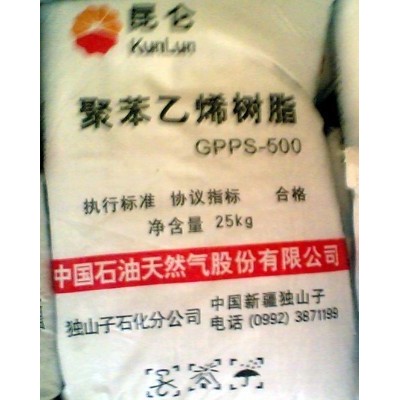 昆仑
KunLun
聚苯乙烯树脂
GPPS-500
执行标准 协议指标 合格
净含量 25kg
中国石油天然气股份有限公司
独山子石化分公司
中国新疆独山子
电话 (0992) 3871199